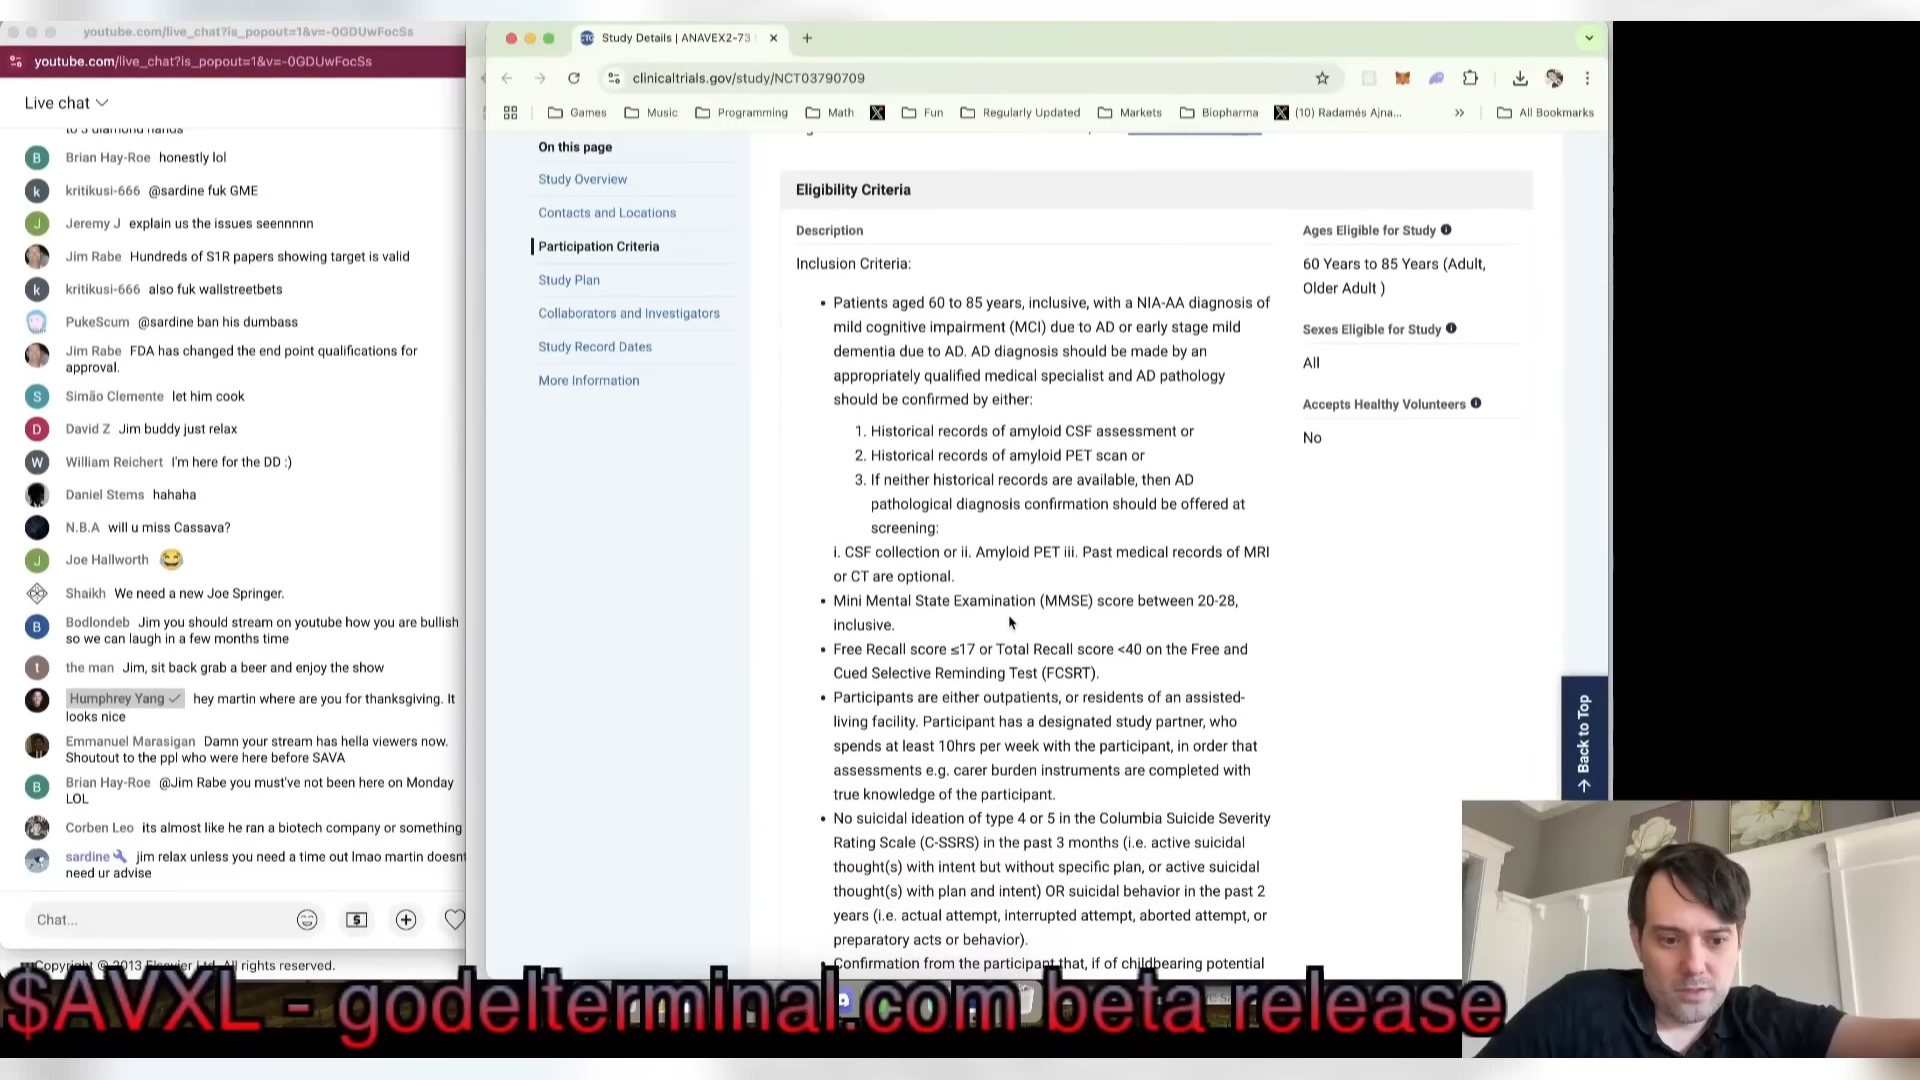 youtube.com/live_chat?is_popout=1&v=-0GDUwFocSs
youtube.com/live_chat?is_popout=1&v=-0GDUwFocSs
Live chat
to 3 diamond hands
B Brian Hay-Roe honestly lol
k kritikusi-666 @sardine fuk GME
J Jeremy J explain us the issues seennnnn
Jim Rabe Hundreds of S1R papers showing target is valid
k kritikusi-666 also fuk wallstreetbets
PukeScum @sardine ban his dumbass
Jim Rabe FDA has changed the end point qualifications for
approval.
S Simão Clemente let him cook
D David Z Jim buddy just relax
W William Reichert I'm here for the DD :)
Daniel Stems hahaha
N.B.A will u miss Cassava?
J Joe Hallworth 😂
Shaikh We need a new Joe Springer.
B Bodlondeb Jim you should stream on youtube how you are bullish
so we can laugh in a few months time
t the man Jim, sit back grab a beer and enjoy the show
Humphrey Yang ✓ hey martin where are you for thanksgiving. It
looks nice
Emmanuel Marasigan Damn your stream has hella viewers now.
Shoutout to the ppl who were here before SAVA
B Brian Hay-Roe @Jim Rabe you must've not been here on Monday
LOL
Corben Leo its almost like he ran a biotech company or something
sardine jim relax unless you need a time out lmao martin doesnt
need ur advise
Chat...
Copyright © 2013 Elsevier Ltd. All rights reserved.
CTG Study Details | ANAVEX2-73
clinicaltrials.gov/study/NCT03790709
Games Music Programming Math Fun Regularly Updated Markets Biopharma (10) Radamés Ajna... » All Bookmarks
On this page
Study Overview
Contacts and Locations
Participation Criteria
Study Plan
Collaborators and Investigators
Study Record Dates
More Information
Eligibility Criteria
Description
Inclusion Criteria:
• Patients aged 60 to 85 years, inclusive, with a NIA-AA diagnosis of
mild cognitive impairment (MCI) due to AD or early stage mild
dementia due to AD. AD diagnosis should be made by an
appropriately qualified medical specialist and AD pathology
should be confirmed by either:
1. Historical records of amyloid CSF assessment or
2. Historical records of amyloid PET scan or
3. If neither historical records are available, then AD
pathological diagnosis confirmation should be offered at
screening:
i. CSF collection or ii. Amyloid PET iii. Past medical records of MRI
or CT are optional.
• Mini Mental State Examination (MMSE) score between 20-28,
inclusive.
• Free Recall score ≤17 or Total Recall score <40 on the Free and
Cued Selective Reminding Test (FCSRT).
• Participants are either outpatients, or residents of an assisted-
living facility. Participant has a designated study partner, who
spends at least 10hrs per week with the participant, in order that
assessments e.g. carer burden instruments are completed with
true knowledge of the participant.
• No suicidal ideation of type 4 or 5 in the Columbia Suicide Severity
Rating Scale (C-SSRS) in the past 3 months (i.e. active suicidal
thought(s) with intent but without specific plan, or active suicidal
thought(s) with plan and intent) OR suicidal behavior in the past 2
years (i.e. actual attempt, interrupted attempt, aborted attempt, or
preparatory acts or behavior).
• Confirmation from the participant that, if of childbearing potential
Ages Eligible for Study
60 Years to 85 Years (Adult,
Older Adult )
Sexes Eligible for Study
All
Accepts Healthy Volunteers
No
Back to Top
$AVXL - godelterminal.com beta release